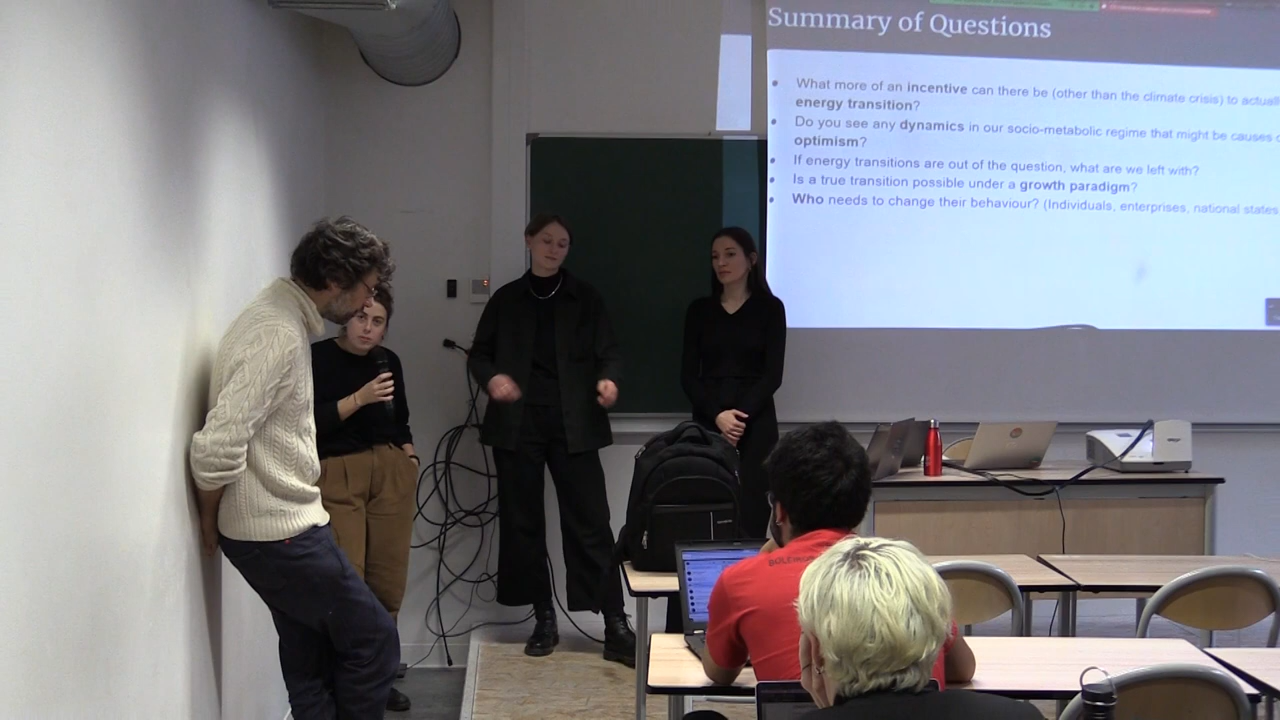 Summary of Questions
• What more of an incentive can there be (other than the climate crisis) to actuall
energy transition?
• Do you see any dynamics in our socio-metabolic regime that might be causes o
optimism?
• If energy transitions are out of the question, what are we left with?
• Is a true transition possible under a growth paradigm?
• Who needs to change their behaviour? (Individuals, enterprises, national states